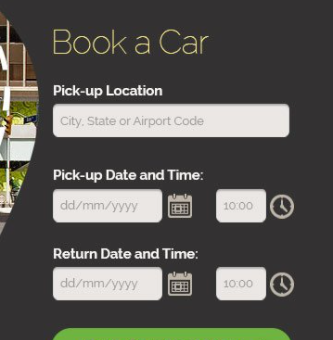 Book a Car
Pick-up Location
City, State or Airport Code
Pick-up Date and Time:
dd/mm/yyyy 10:00
Return Date and Time:
dd/mm/yyyy 10:00